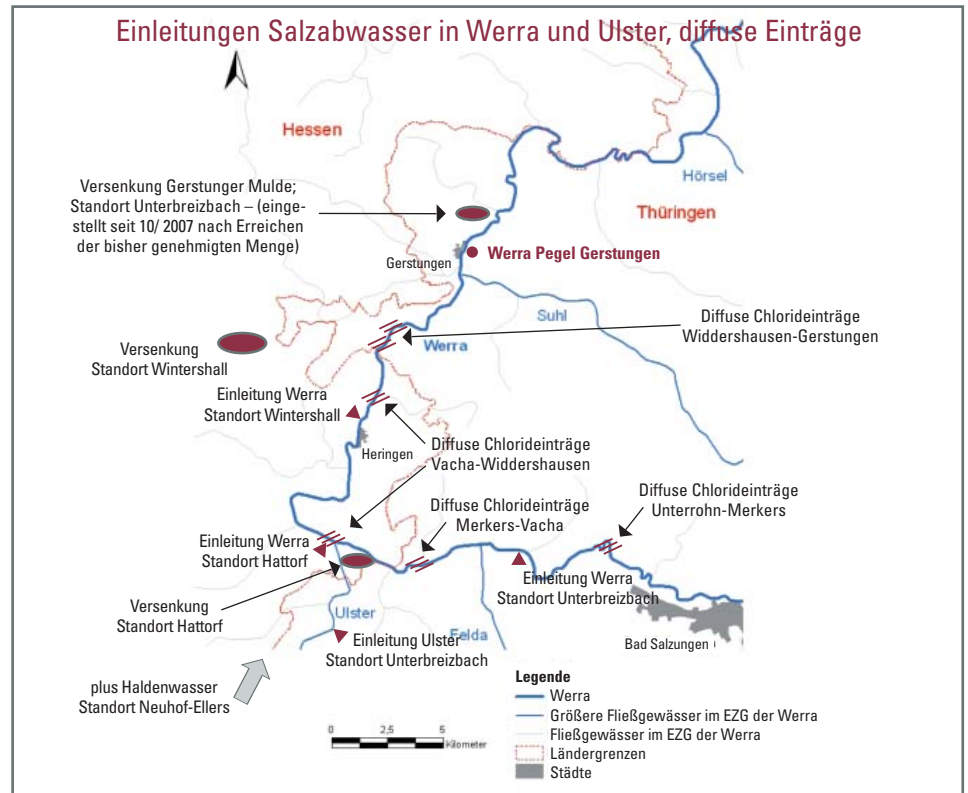 Einleitungen Salzabwasser in Werra und Ulster, diffuse Einträge
Hessen
Hörsel
Versenkung Gerstunger Mulde;
Standort Unterbreizbach – (einge-
stellt seit 10/ 2007 nach Erreichen
der bisher genehmigten Menge)
Thüringen
Werra Pegel Gerstungen
Gerstungen
Suhl
Diffuse Chlorideinträge
Widdershausen-Gerstungen
Werra
Versenkung
Standort Wintershall
Einleitung Werra
Standort Wintershall
Heringen
Diffuse Chlorideinträge
Vacha-Widdershausen
Diffuse Chlorideinträge
Merkers-Vacha
Diffuse Chlorideinträge
Unterrohn-Merkers
Einleitung Werra
Standort Hattorf
Einleitung Werra
Standort Unterbreizbach
Versenkung
Standort Hattorf
Ulster
Einleitung Ulster
Standort Unterbreizbach
Felda
Bad Salzungen
plus Haldenwasser
Standort Neuhof-Ellers
Legende
Werra
Größere Fließgewässer im EZG der Werra
Fließgewässer im EZG der Werra
Ländergrenzen
Städte
0 2,5 5
Kilometer